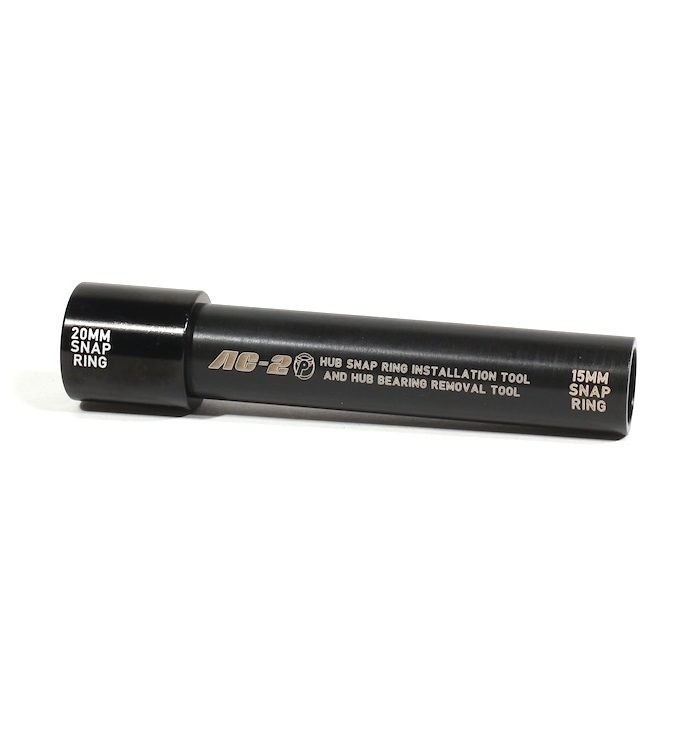 20MM
SNAP
RING
AC-2
HUB SNAP RING INSTALLATION TOOL
AND HUB BEARING REMOVAL TOOL
15MM
SNAP
RING